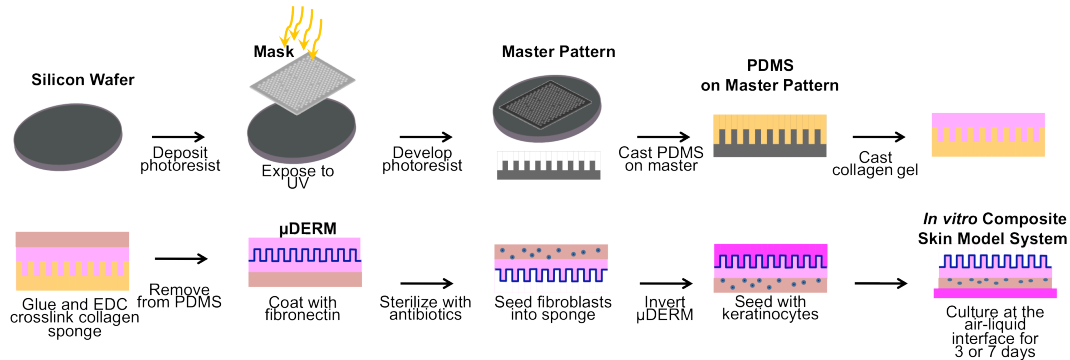 Silicon Wafer
Mask
Master Pattern
PDMS
on Master Pattern
Deposit
photoresist
Expose to
UV
Develop
photoresist
Cast PDMS
on master
Cast
collagen gel
µDERM
In vitro Composite
Skin Model System
Glue and EDC
crosslink collagen
sponge
Remove
from PDMS
Coat with
fibronectin
Sterilize with
antibiotics
Seed fibroblasts
into sponge
Invert
µDERM
Seed with
keratinocytes
Culture at the
air-liquid
interface for
3 or 7 days